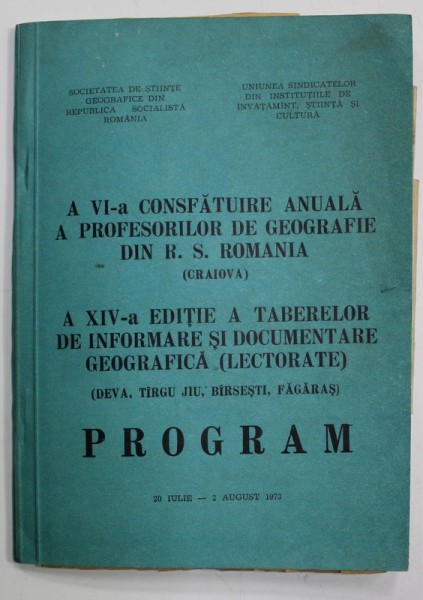 SOCIETATEA DE ȘTIINȚE
GEOGRAFICE DIN
REPUBLICA SOCIALISTĂ
ROMÂNIA
UNIUNEA SINDICATELOR
DIN INSTITUȚIILE DE
ÎNVĂȚĂMÎNT, ȘTIINȚĂ ȘI
CULTURĂ
A VI-a CONSFĂTUIRE ANUALĂ
A PROFESORILOR DE GEOGRAFIE
DIN R. S. ROMANIA
(CRAIOVA)
A XIV-a EDIȚIE A TABERELOR
DE INFORMARE ȘI DOCUMENTARE
GEOGRAFICĂ (LECTORATE)
(DEVA, TÎRGU JIU, BÎRSEȘTI, FĂGĂRAȘ)
PROGRAM
20 IULIE — 2 AUGUST 1973